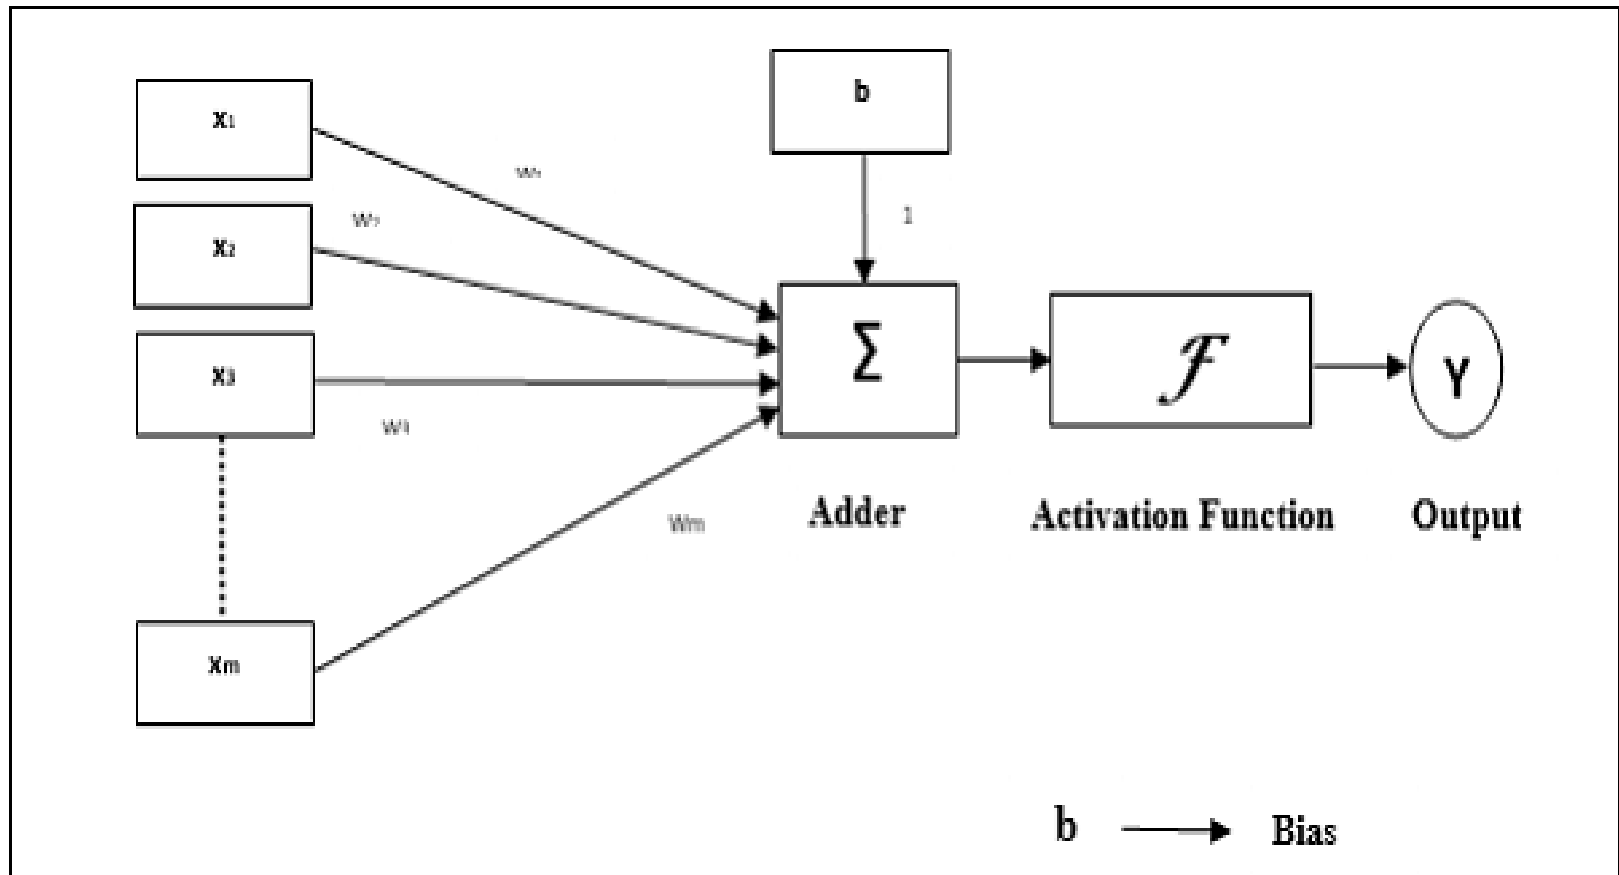 b
X1
W1
1
W2
X2
Σ
ℱ
Y
X3
W3
Adder
Activation Function
Output
Wm
Xm
b
Bias